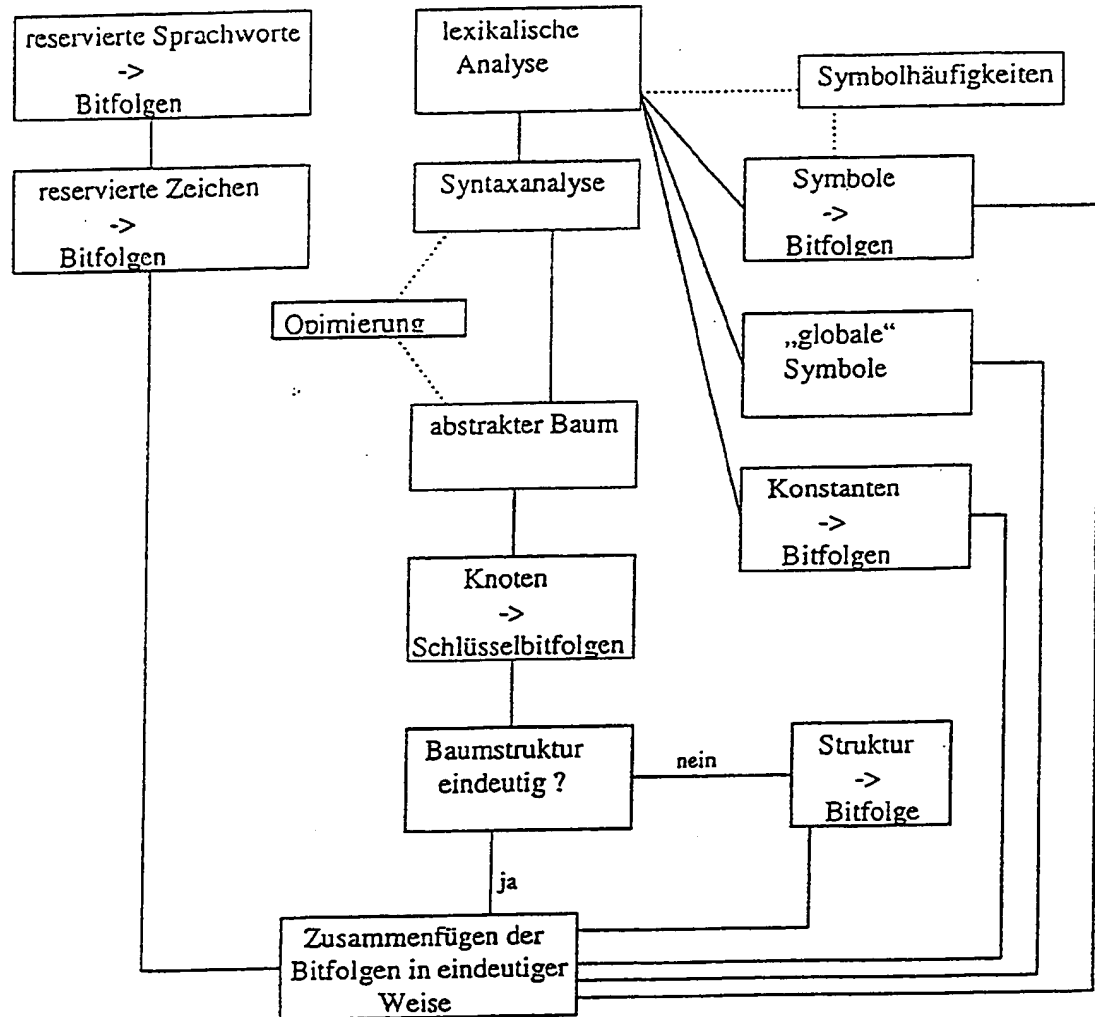 reservierte Sprachworte
->
Bitfolgen
reservierte Zeichen
->
Bitfolgen
lexikalische
Analyse
Symbolhäufigkeiten
Syntaxanalyse
Symbole
->
Bitfolgen
Opimierung
„globale“
Symbole
abstrakter Baum
Konstanten
->
Bitfolgen
Knoten
->
Schlüsselbitfolgen
Baumstruktur
eindeutig ?
nein
Struktur
->
Bitfolge
ja
Zusammenfügen der
Bitfolgen in eindeutiger
Weise